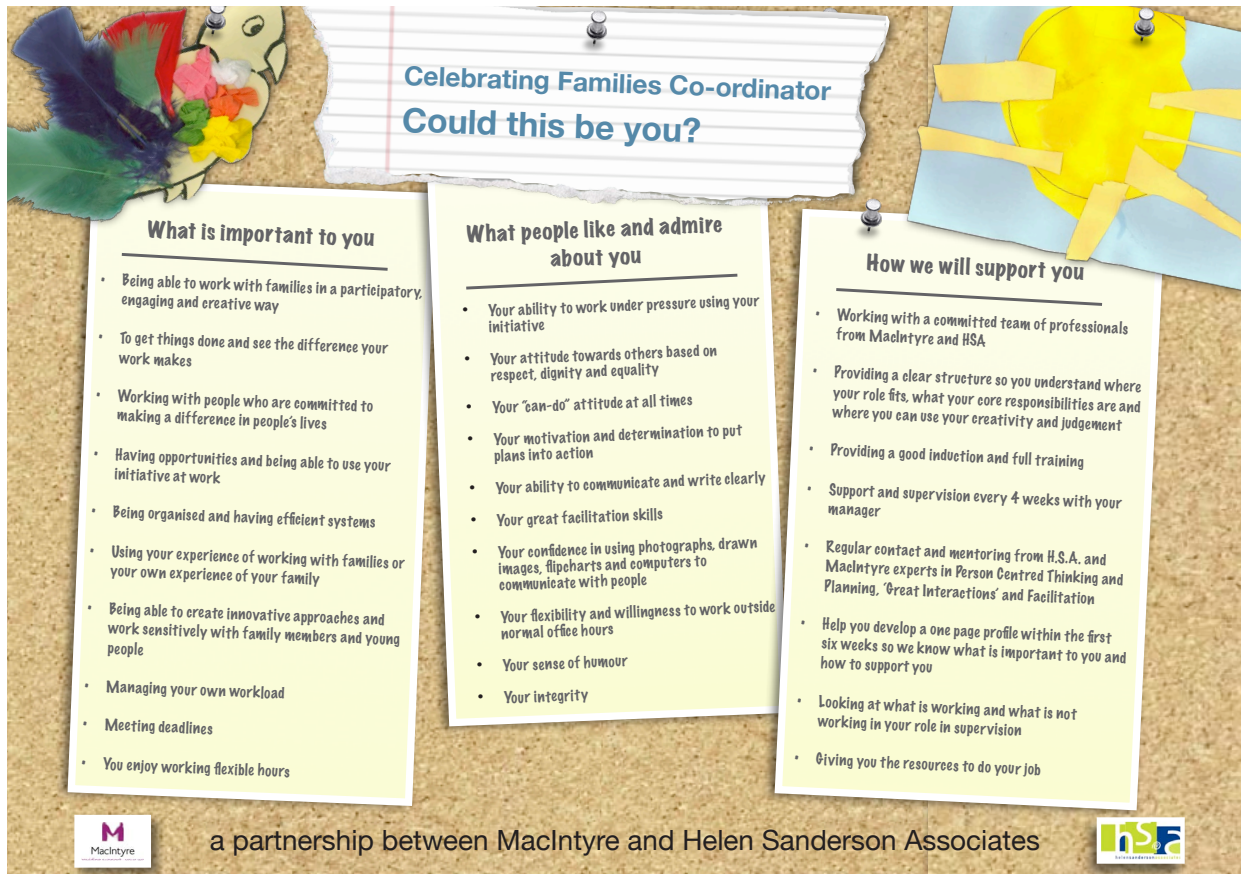 Celebrating Families Co-ordinator
Could this be you?
What is important to you
• Being able to work with families in a participatory,
engaging and creative way
• To get things done and see the difference your
work makes
• Working with people who are committed to
making a difference in people's lives
• Having opportunities and being able to use your
initiative at work
• Being organised and having efficient systems
• Using your experience of working with families or
your own experience of your family
• Being able to create innovative approaches and
work sensitively with family members and young
people
• Managing your own workload
• Meeting deadlines
• You enjoy working flexible hours
What people like and admire
about you
• Your ability to work under pressure using your
initiative
• Your attitude towards others based on
respect, dignity and equality
• Your "can-do" attitude at all times
• Your motivation and determination to put
plans into action
• Your ability to communicate and write clearly
• Your great facilitation skills
• Your confidence in using photographs, drawn
images, flipcharts and computers to
communicate with people
• Your flexibility and willingness to work outside
normal office hours
• Your sense of humour
• Your integrity
How we will support you
• Working with a committed team of professionals
from MacIntyre and HSA
• Providing a clear structure so you understand where
your role fits, what your core responsibilities are and
where you can use your creativity and judgement
• Providing a good induction and full training
• Support and supervision every 4 weeks with your
manager
• Regular contact and mentoring from H.S.A. and
MacIntyre experts in Person Centred Thinking and
Planning, 'Great Interactions' and Facilitation
• Help you develop a one page profile within the first
six weeks so we know what is important to you and
how to support you
• Looking at what is working and what is not
working in your role in supervision
• Giving you the resources to do your job
M
MacIntyre
a partnership between MacIntyre and Helen Sanderson Associates
hsa
helensandersonassociates